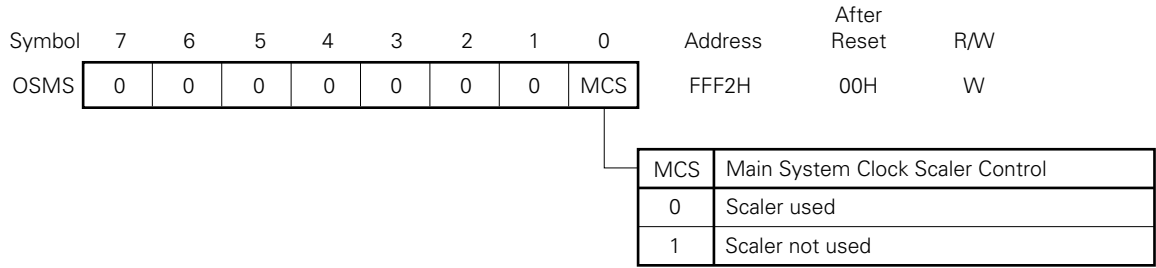 After
Symbol 7 6 5 4 3 2 1 0 Address Reset R/W
OSMS 0 0 0 0 0 0 0 MCS FFF2H 00H W
MCS Main System Clock Scaler Control
0 Scaler used
1 Scaler not used